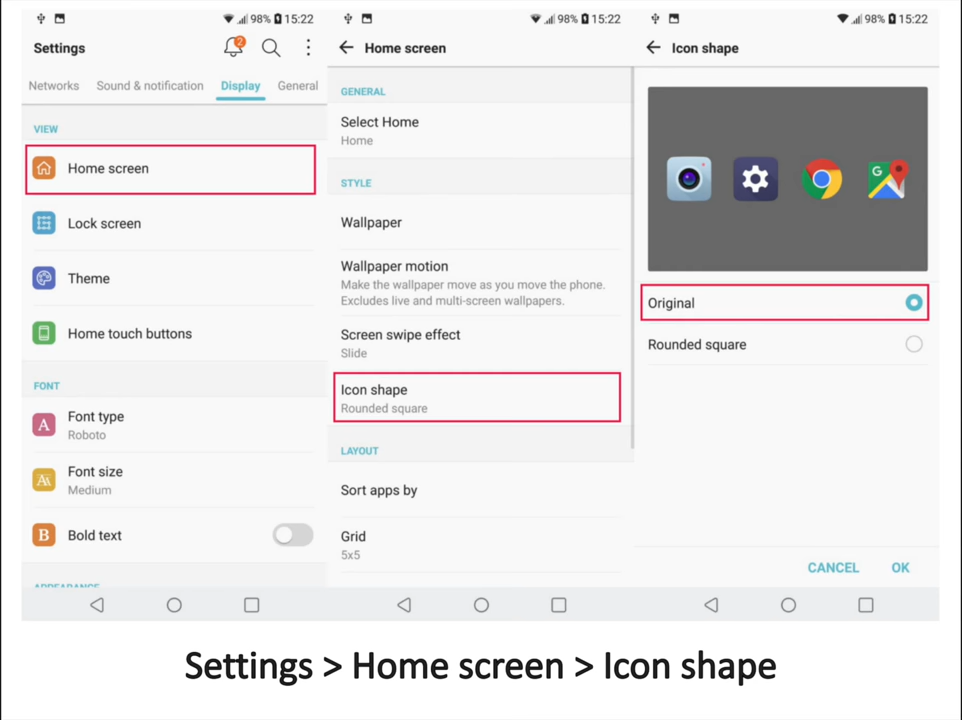 98% 15:22
Settings
2
Networks Sound & notification Display General
VIEW
Home screen
Lock screen
Theme
Home touch buttons
FONT
A
Font type
Roboto
AA
Font size
Medium
B
Bold text
APPEARANCE
98% 15:22
Home screen
GENERAL
Select Home
Home
STYLE
Wallpaper
Wallpaper motion
Make the wallpaper move as you move the phone.
Excludes live and multi-screen wallpapers.
Screen swipe effect
Slide
Icon shape
Rounded square
LAYOUT
Sort apps by
Grid
5x5
98% 15:22
Icon shape
G
Original
Rounded square
CANCEL OK
Settings > Home screen > Icon shape